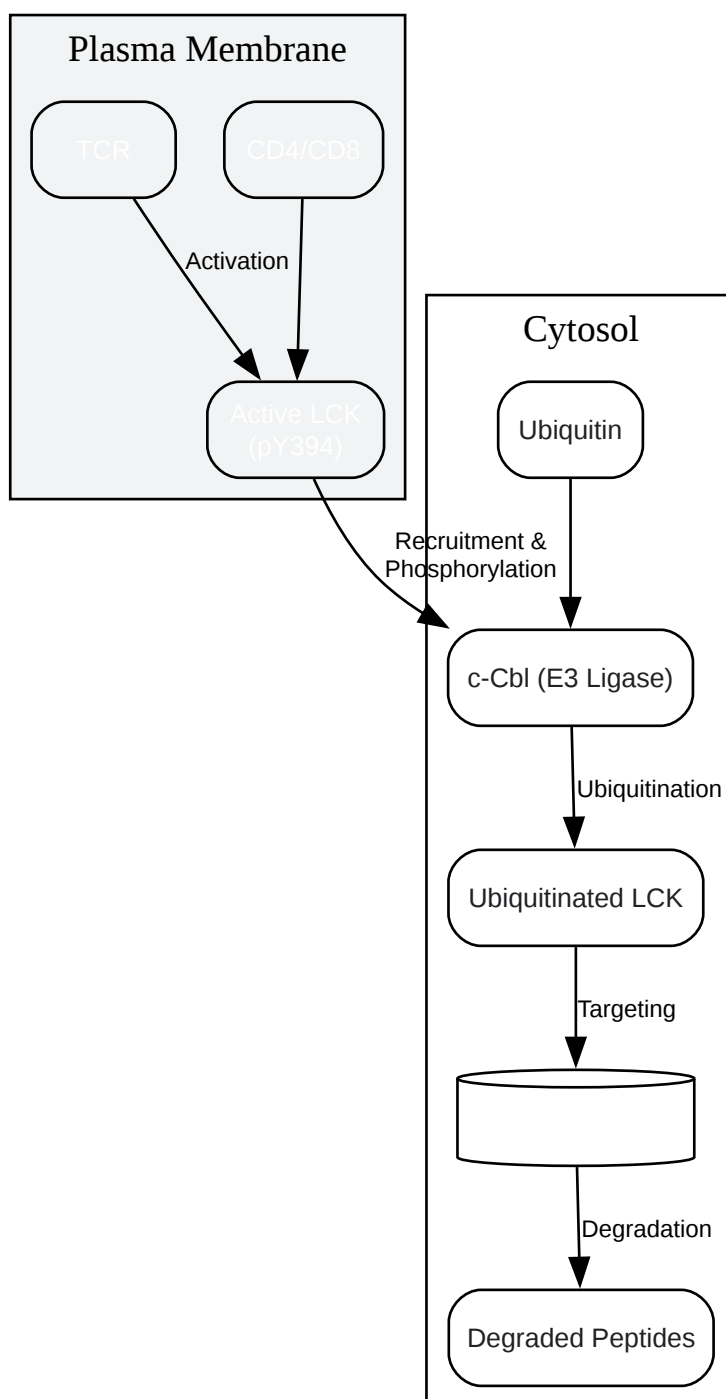 Plasma Membrane
TCR
CD4/CD8
Activation
Active LCK
(pY394)
Cytosol
Ubiquitin
Recruitment &
Phosphorylation
c-Cbl (E3 Ligase)
Ubiquitination
Ubiquitinated LCK
Targeting
Degradation
Degraded Peptides